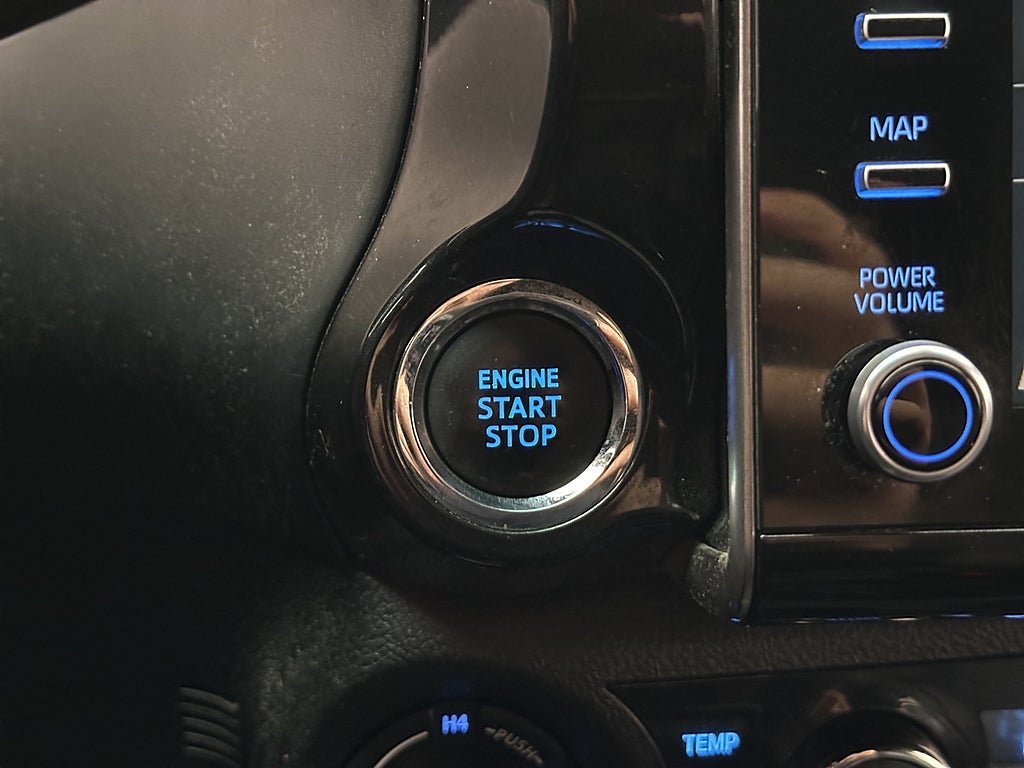 MAP
POWER
VOLUME
ENGINE
START
STOP
H4
PUSH
TEMP